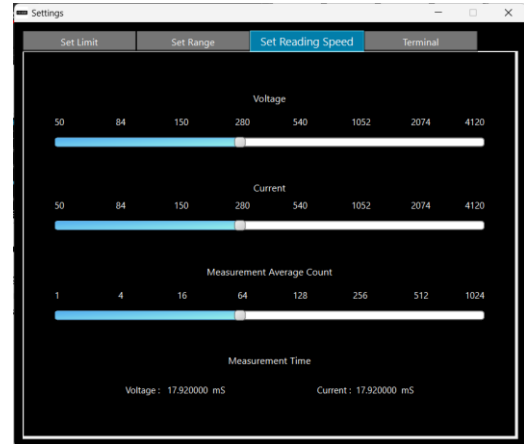 Settings
Set Limit Set Range Set Reading Speed Terminal
Voltage
50 84 150 280 540 1052 2074 4120
Current
50 84 150 280 540 1052 2074 4120
Measurement Average Count
1 4 16 64 128 256 512 1024
Measurement Time
Voltage : 17.920000 mS Current : 17.920000 mS